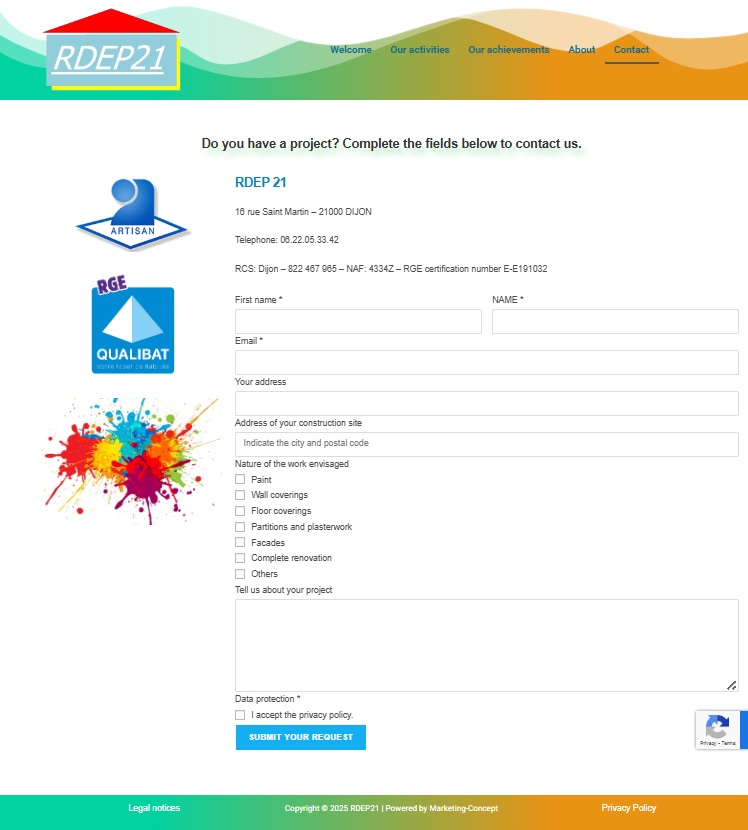 RDEP21
Welcome Our activities Our achievements About Contact
Do you have a project? Complete the fields below to contact us.
ARTISAN
RGE
QUALIBAT
RDEP 21
16 rue Saint Martin – 21000 DIJON
Telephone: 06.22.05.33.42
RCS: Dijon – 822 467 965 – NAF: 4334Z – RGE certification number E-E191032
First name * NAME *
Email *
Your address
Address of your construction site
Indicate the city and postal code
Nature of the work envisaged
Paint
Wall coverings
Floor coverings
Partitions and plasterwork
Facades
Complete renovation
Others
Tell us about your project
Data protection *
I accept the privacy policy.
SUBMIT YOUR REQUEST
Privacy - Terms
Legal notices Copyright © 2025 RDEP21 | Powered by Marketing-Concept Privacy Policy